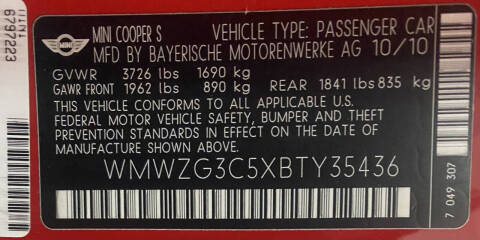 MINI COOPER S VEHICLE TYPE: PASSENGER CAR
MINI
MFD BY BAYERISCHE MOTORENWERKE AG 10/10
GVWR 3726 lbs 1690 kg
GAWR FRONT 1962 lbs 890 kg REAR 1841 lbs 835 kg
THIS VEHICLE CONFORMS TO ALL APPLICABLE U.S.
FEDERAL MOTOR VEHICLE SAFETY, BUMPER AND THEFT
PREVENTION STANDARDS IN EFFECT ON THE DATE OF
MANUFACTURE SHOWN ABOVE.
WMWZG3C5XBTY35436
7 049 307
6797223